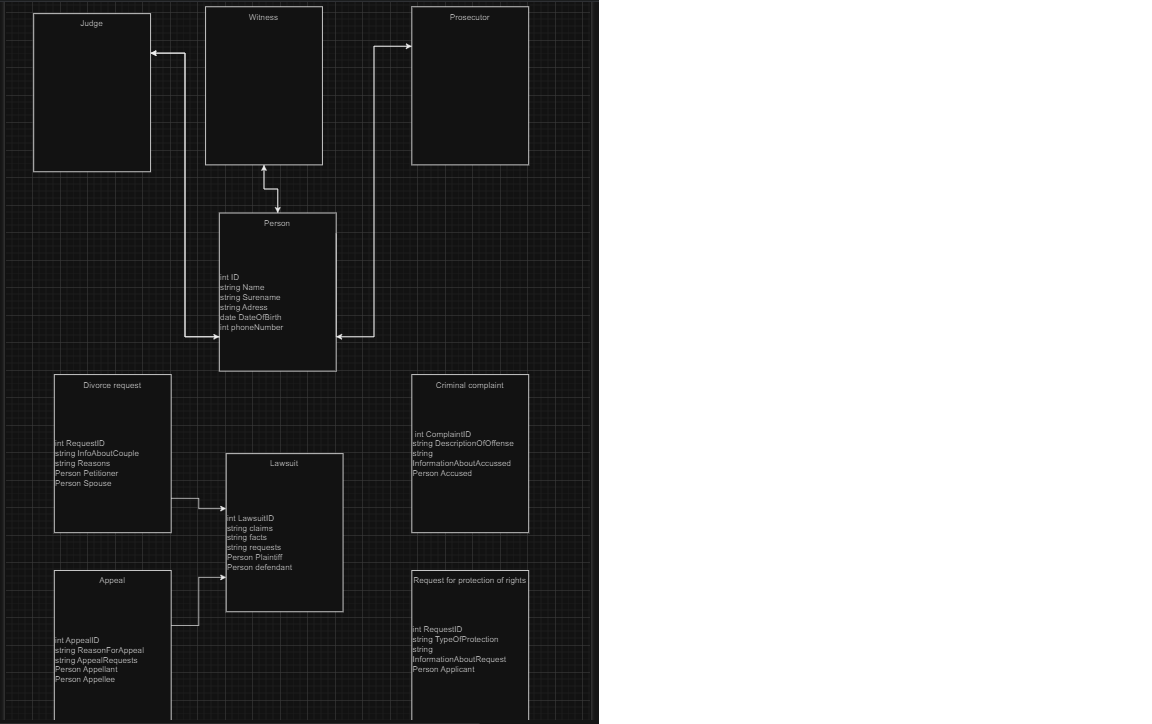 Judge
Witness
Prosecutor
Person
int ID
string Name
string Surename
string Adress
date DateOfBirth
int phoneNumber
Divorce request
int RequestID
string InfoAboutCouple
string Reasons
Person Petitioner
Person Spouse
Criminal complaint
int ComplaintID
string DescriptionOfOffense
string
InformationAboutAccussed
Person Accused
Lawsuit
int LawsuitID
string claims
string facts
string requests
Person Plaintiff
Person defendant
Appeal
int AppealID
string ReasonForAppeal
string AppealRequests
Person Appellant
Person Appellee
Request for protection of rights
int RequestID
string TypeOfProtection
string
InformationAboutRequest
Person Applicant